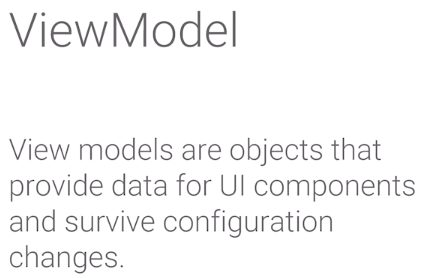 ViewModel
View models are objects that
provide data for UI components
and survive configuration
changes.